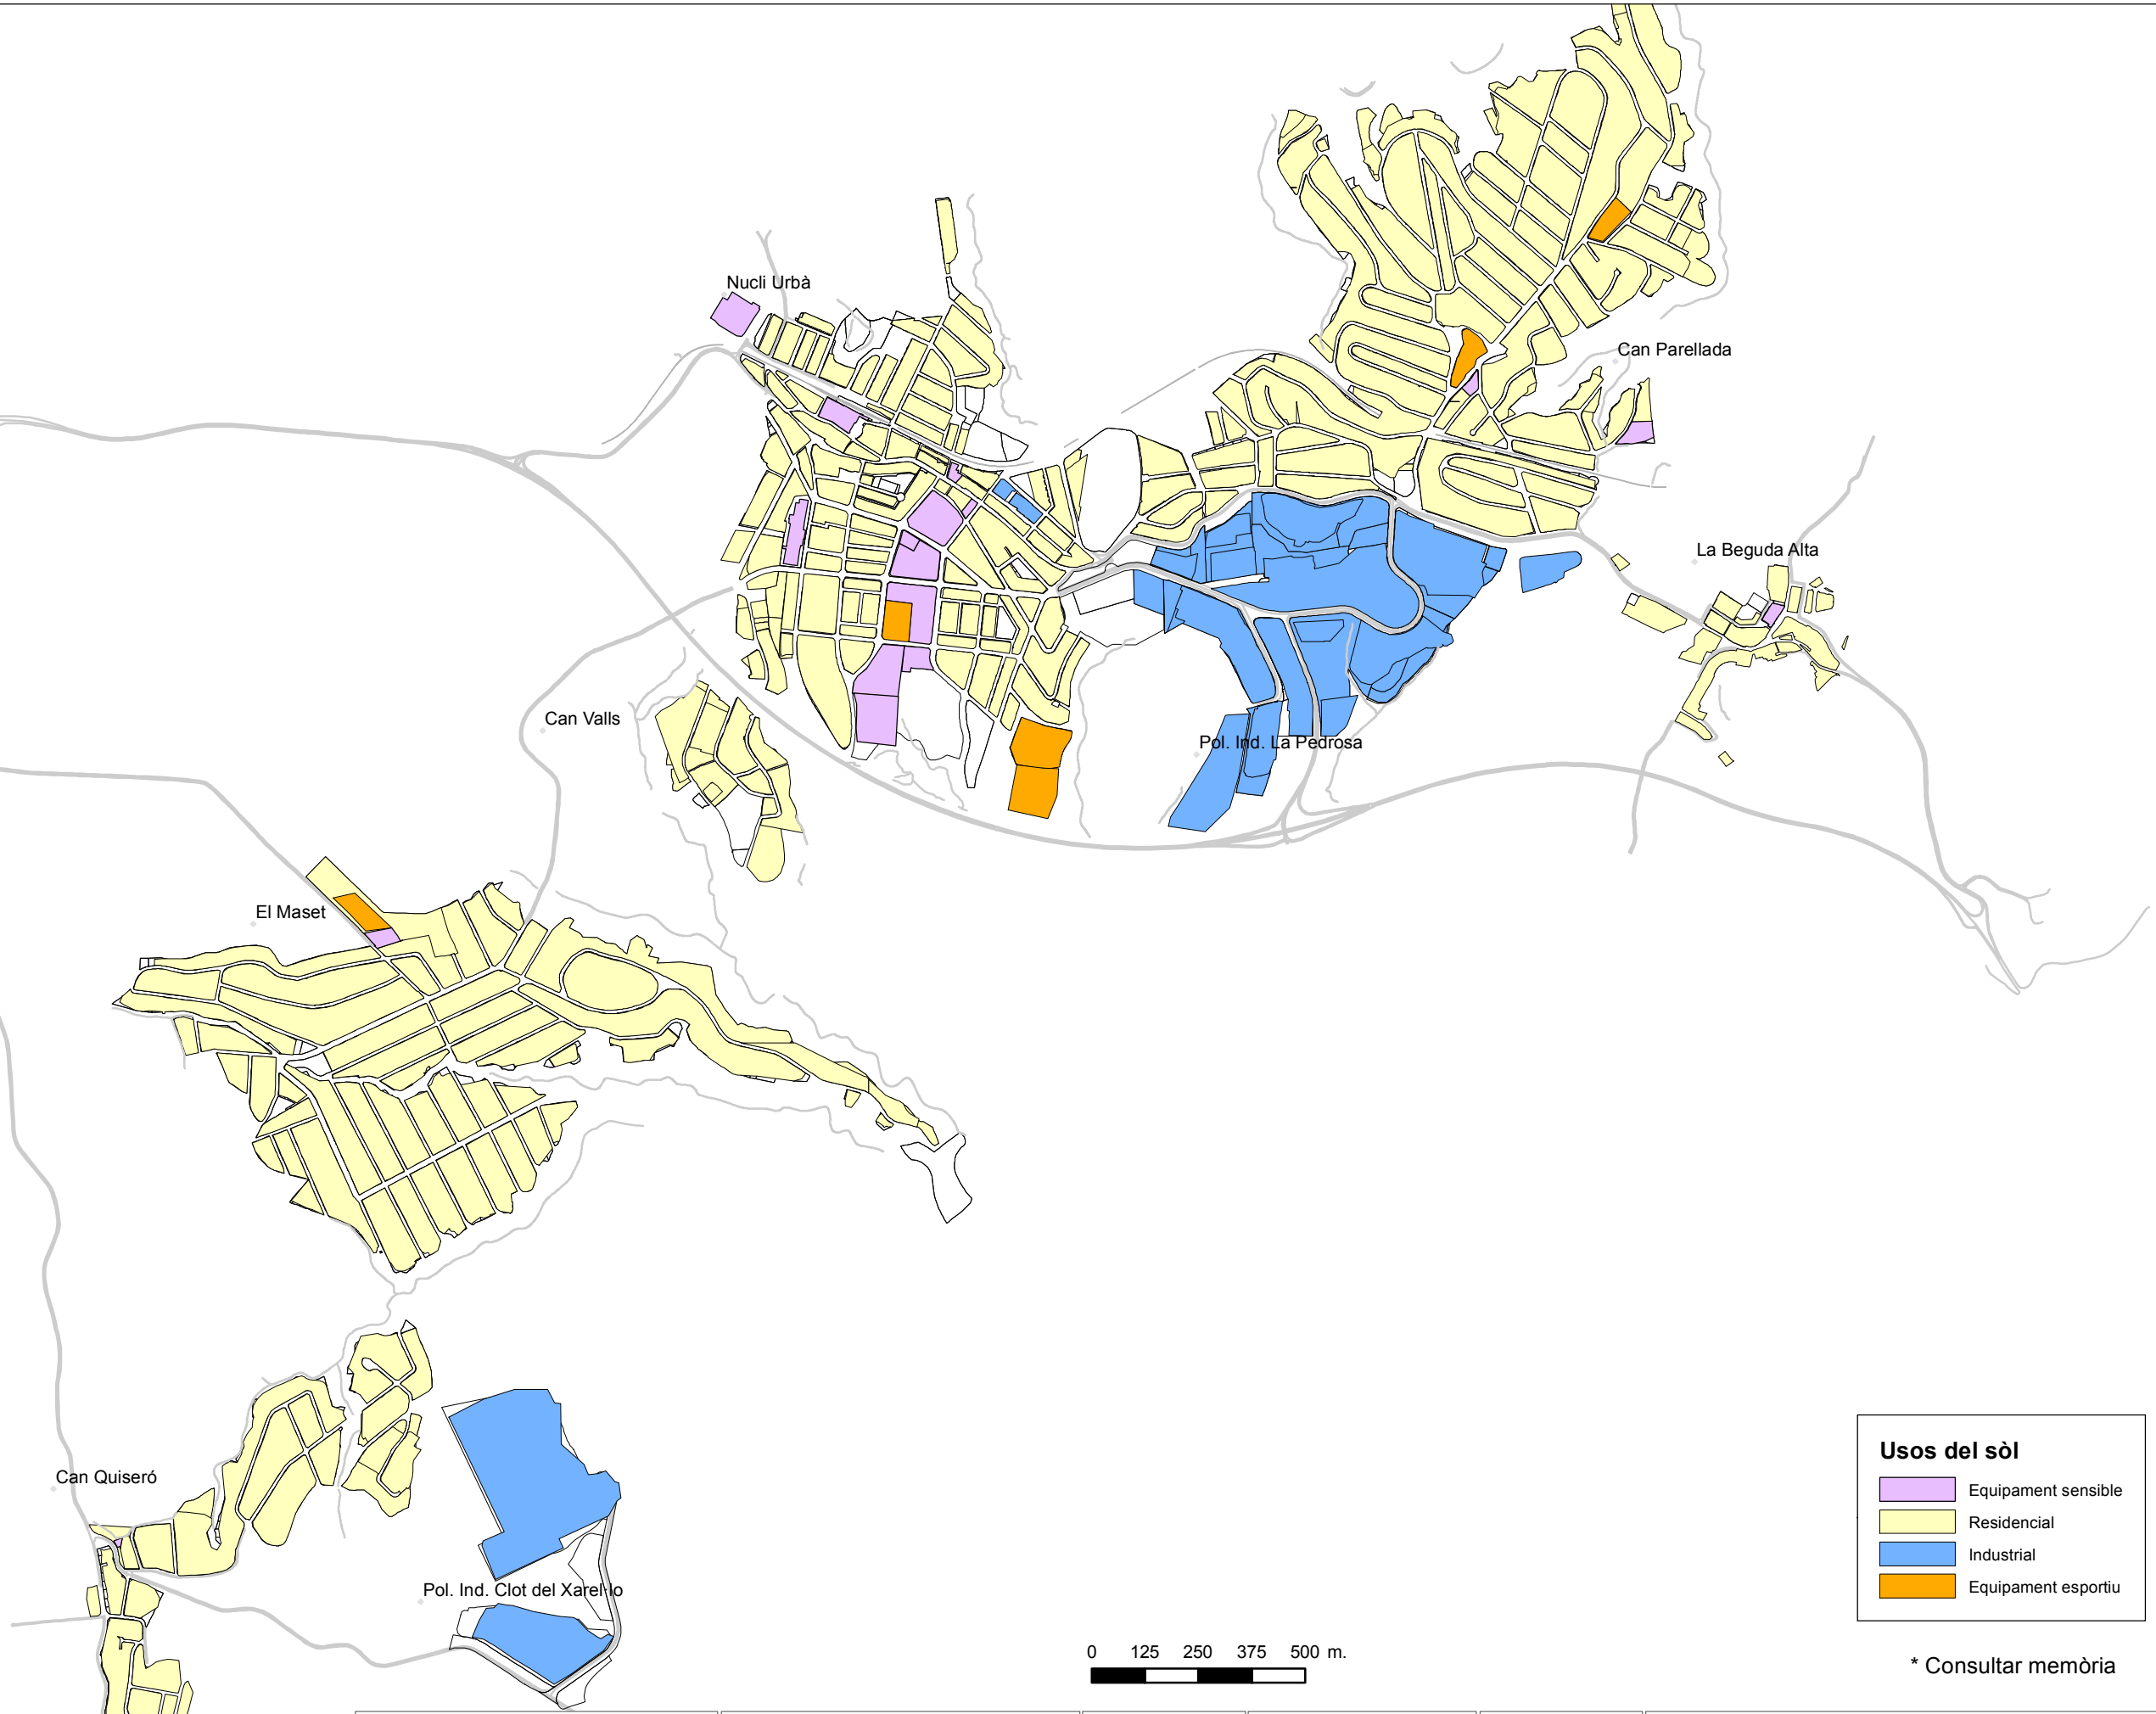 Nucli Urbà
Can Parellada
La Beguda Alta
Can Valls
Pol. Ind. La Pedrosa
El Maset
Can Quiseró
Pol. Ind. Clot del Xarel·lo
Usos del sòl
Equipament sensible
Residencial
Industrial
Equipament esportiu
0 125 250 375 500 m.
* Consultar memòria